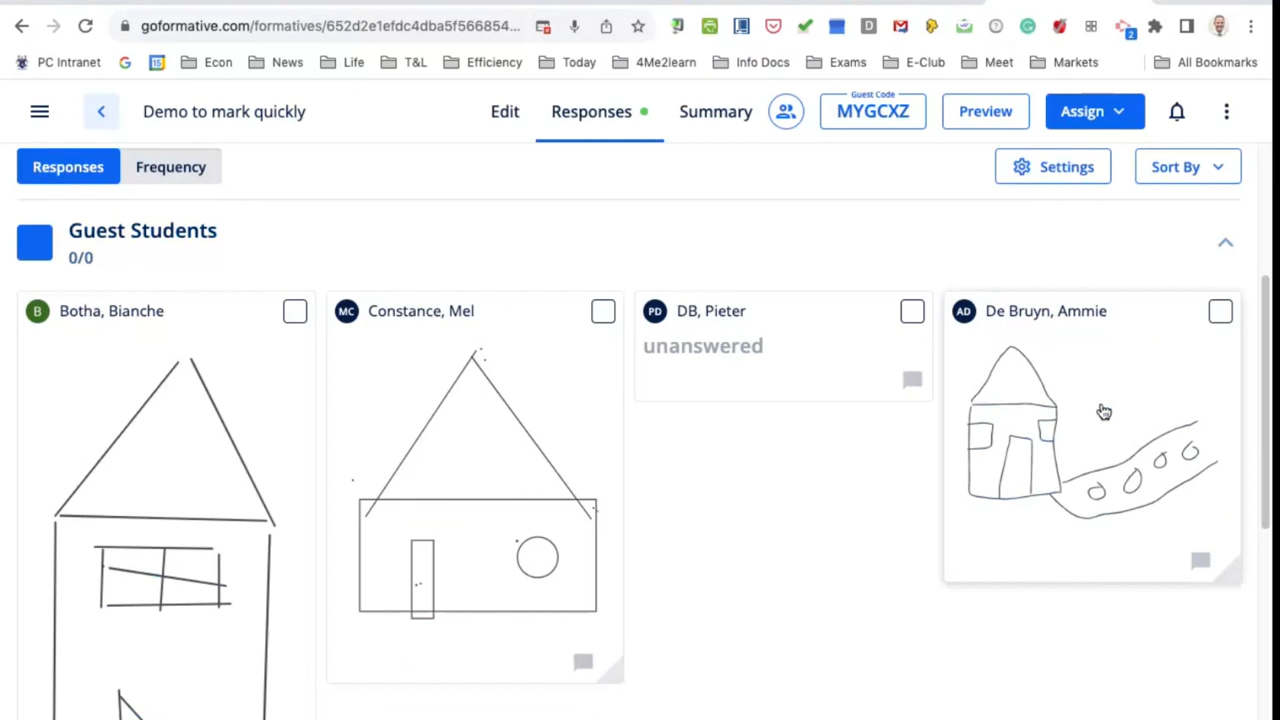 goformative.com/formatives/652d2e1efdc4dba5f566854...
2
PC Intranet
Econ
News
Life
T&L
Efficiency
Today
4Me2learn
Info Docs
Exams
E-Club
Meet
Markets
All Bookmarks
Demo to mark quickly
Edit
Responses
Summary
Guest Code
MYGCXZ
Preview
Assign
Responses
Frequency
Settings
Sort By
Guest Students
0/0
B Botha, Bianche
MC Constance, Mel
PD DB, Pieter
AD De Bruyn, Ammie
unanswered